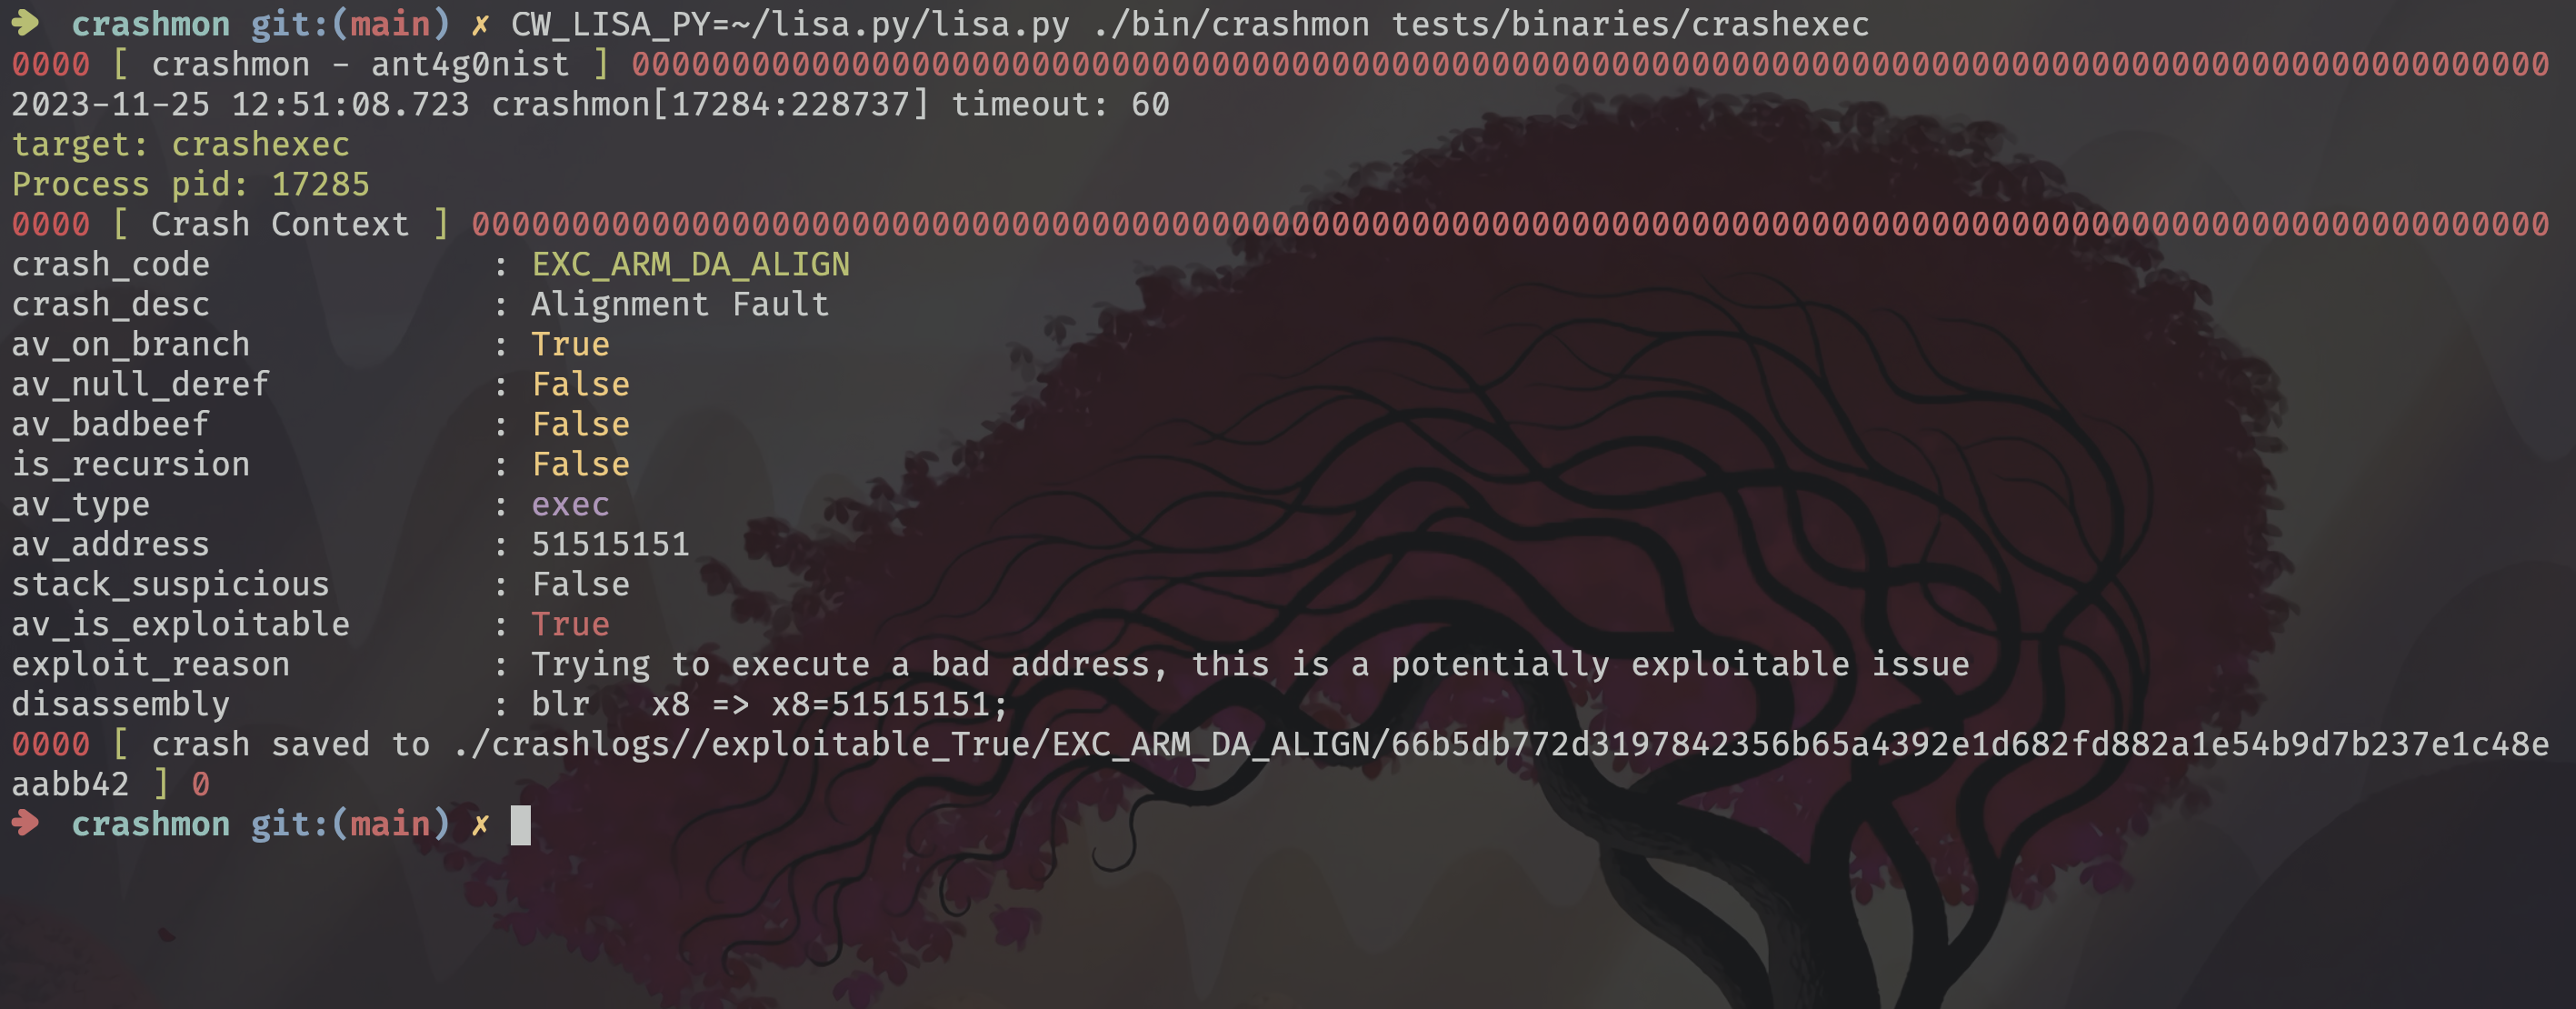 ➜  crashmon git:(main) ✗ CW_LISA_PY=~/lisa.py/lisa.py ./bin/crashmon tests/binaries/crashexec
0000 [ crashmon - ant4g0nist ] 000000000000000000000000000000000000000000000000000000000000000000000000000000000000000000000000
2023-11-25 12:51:08.723 crashmon[17284:228737] timeout: 60
target: crashexec
Process pid: 17285
0000 [ Crash Context ] 00000000000000000000000000000000000000000000000000000000000000000000000000000000000000000000000000000000
crash_code              : EXC_ARM_DA_ALIGN
crash_desc              : Alignment Fault
av_on_branch            : True
av_null_deref           : False
av_badbeef              : False
is_recursion            : False
av_type                 : exec
av_address              : 51515151
stack_suspicious        : False
av_is_exploitable       : True
exploit_reason          : Trying to execute a bad address, this is a potentially exploitable issue
disassembly             : blr   x8 => x8=51515151;
0000 [ crash saved to ./crashlogs//exploitable_True/EXC_ARM_DA_ALIGN/66b5db772d3197842356b65a4392e1d682fd882a1e54b9d7b237e1c48e
aabb42 ] 0
➜  crashmon git:(main) ✗